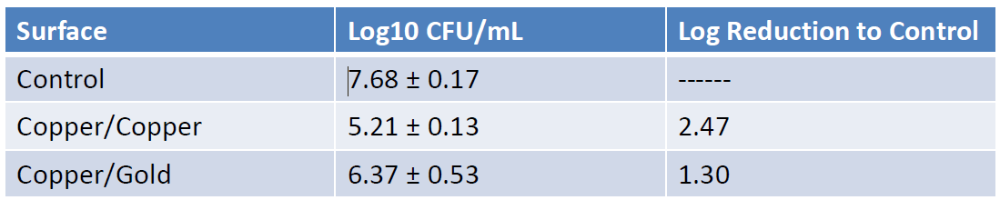 Surface Log10 CFU/mL Log Reduction to Control
Control 7.68 ± 0.17 ------
Copper/Copper 5.21 ± 0.13 2.47
Copper/Gold 6.37 ± 0.53 1.30